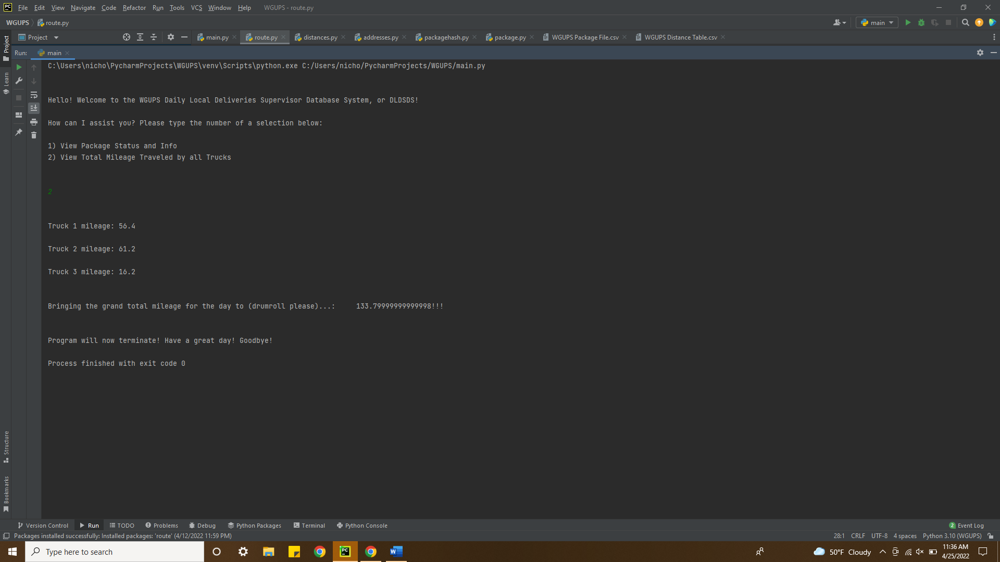 PC File Edit View Navigate Code Refactor Run Tools VCS Window Help WGUPS - route.py
WGUPS route.py main
Project main.py route.py distances.py addresses.py packagehash.py package.py WGUPS Package File.csv WGUPS Distance Table.csv
Run: main
Project
Learn
Structure
Bookmarks
C:\Users\nicho\PycharmProjects\WGUPS\venv\Scripts\python.exe C:/Users/nicho/PycharmProjects/WGUPS/main.py
Hello! Welcome to the WGUPS Daily Local Deliveries Supervisor Database System, or DLDSDS!
How can I assist you? Please type the number of a selection below:
1) View Package Status and Info
2) View Total Mileage Traveled by all Trucks
2
Truck 1 mileage: 56.4
Truck 2 mileage: 61.2
Truck 3 mileage: 16.2
Bringing the grand total mileage for the day to (drumroll please)...: 133.79999999999998!!!
Program will now terminate! Have a great day! Goodbye!
Process finished with exit code 0
Version Control Run TODO Problems Debug Python Packages Terminal Python Console 2 Event Log
Packages installed successfully: Installed packages: 'route' (4/12/2022 11:59 PM) 28:1 CRLF UTF-8 4 spaces Python 3.10 (WGUPS)
Type here to search PC W 50°F Cloudy 11:36 AM
4/25/2022